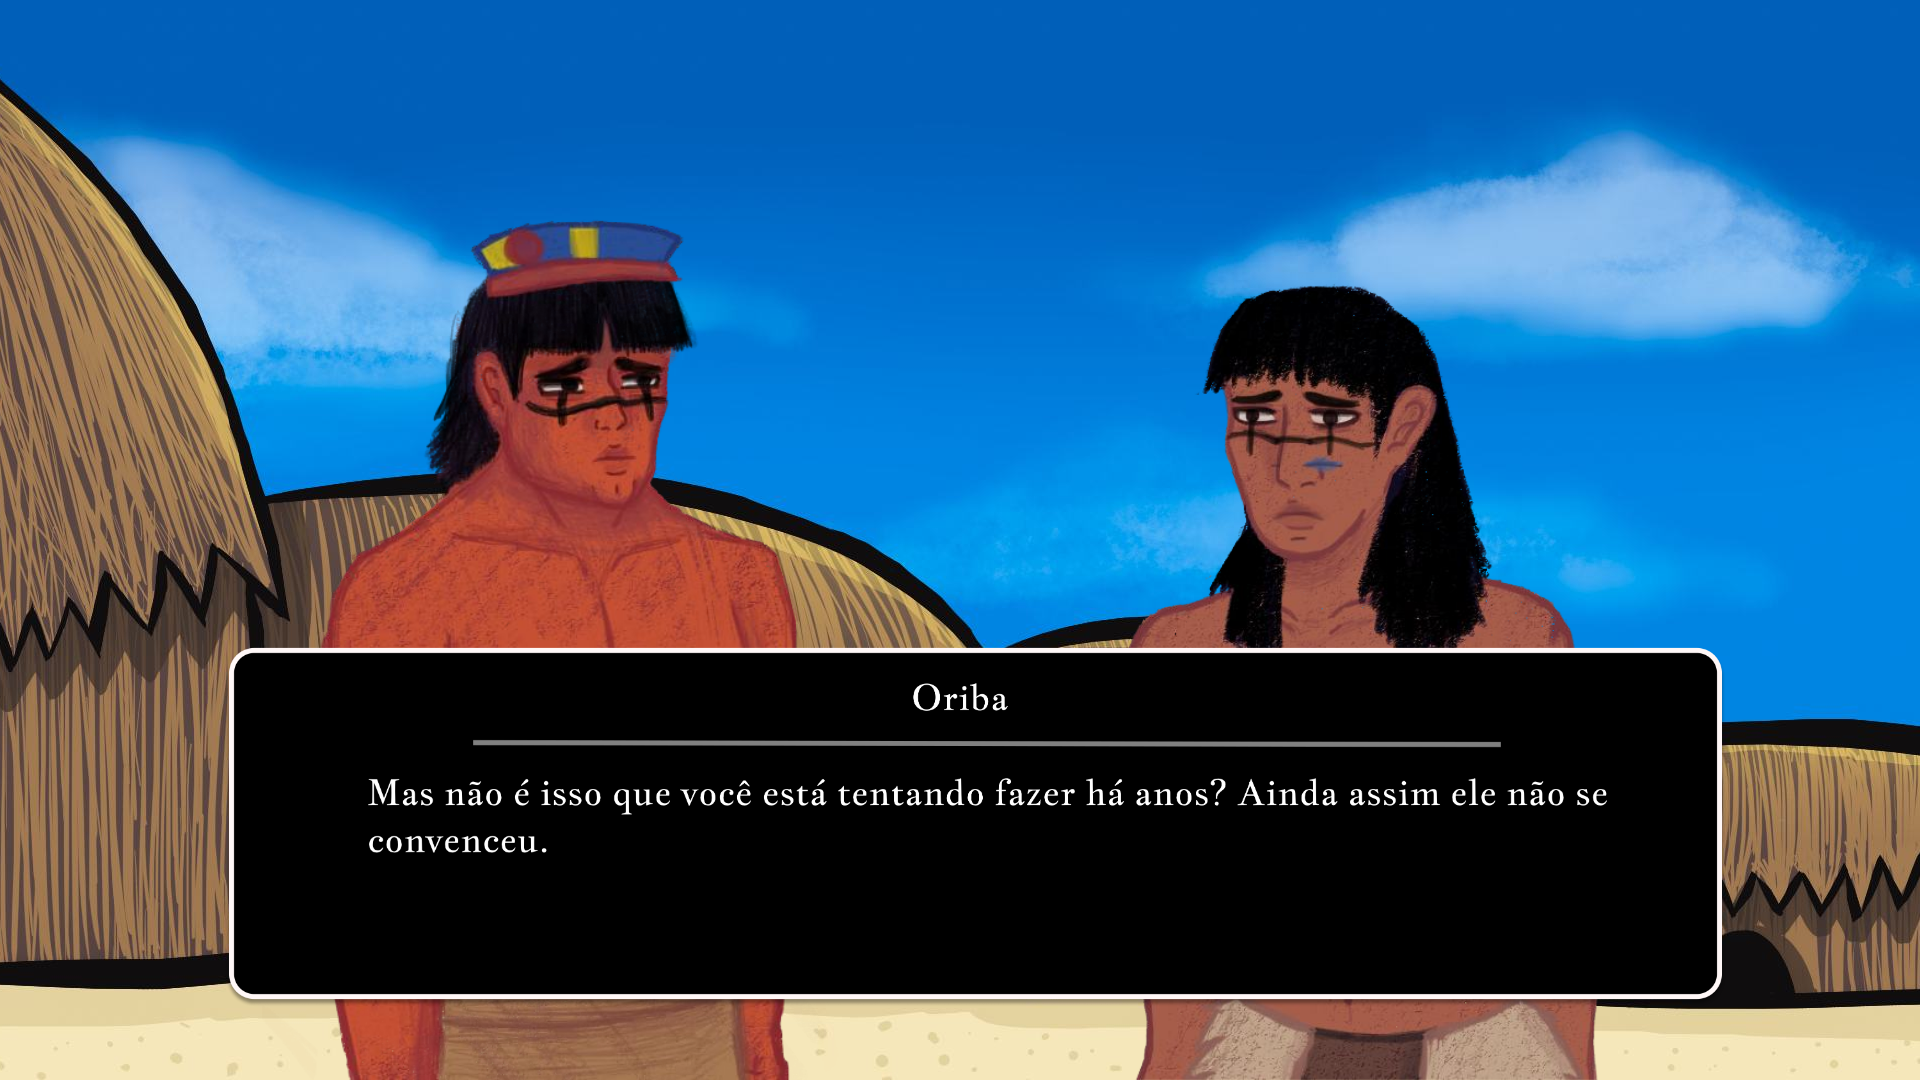 Oriba
Mas não é isso que você está tentando fazer há anos? Ainda assim ele não se
convenceu.